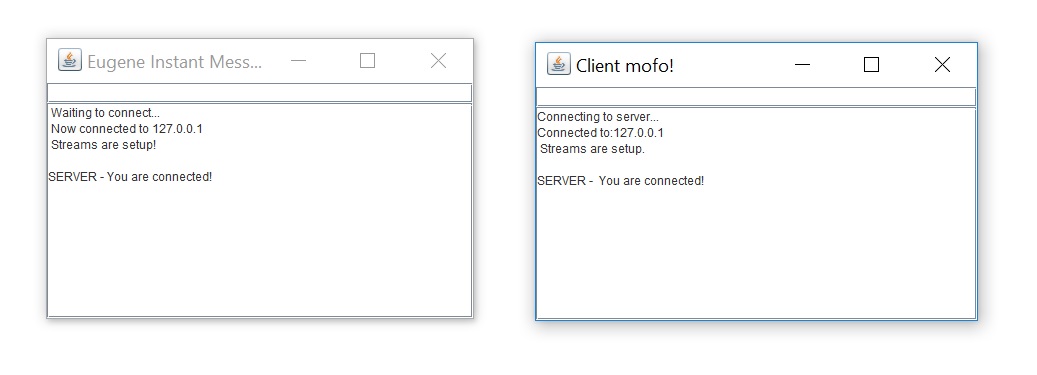 Eugene Instant Mess...
Waiting to connect...
Now connected to 127.0.0.1
Streams are setup!
SERVER - You are connected!
Client mofo!
Connecting to server...
Connected to:127.0.0.1
Streams are setup.
SERVER -  You are connected!